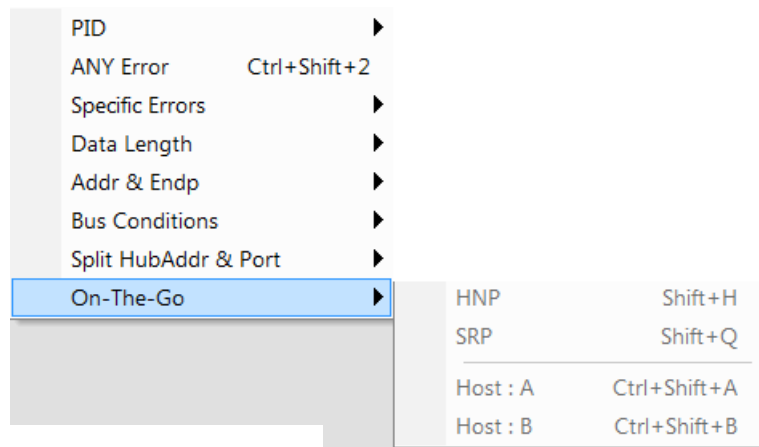 PID
ANY Error Ctrl+Shift+2
Specific Errors
Data Length
Addr & Endp
Bus Conditions
Split HubAddr & Port
On-The-Go
HNP Shift+H
SRP Shift+Q
Host : A Ctrl+Shift+A
Host : B Ctrl+Shift+B